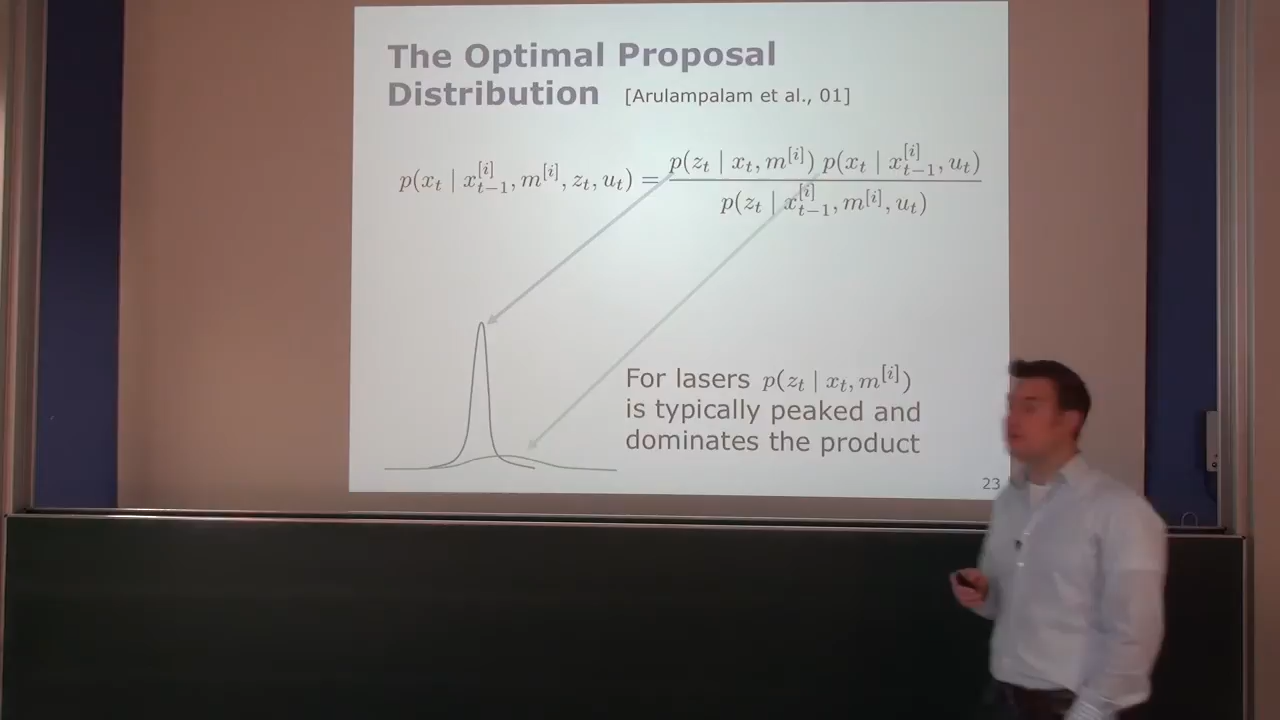 The Optimal Proposal
Distribution [Arulampalam et al., 01]
p(x_t | x_{t-1}^{[i]}, m^{[i]}, z_t, u_t) = \frac{p(z_t | x_t, m^{[i]}) p(x_t | x_{t-1}^{[i]}, u_t)}{p(z_t | x_{t-1}^{[i]}, m^{[i]}, u_t)}
For lasers p(z_t | x_t, m^{[i]})
is typically peaked and
dominates the product
23